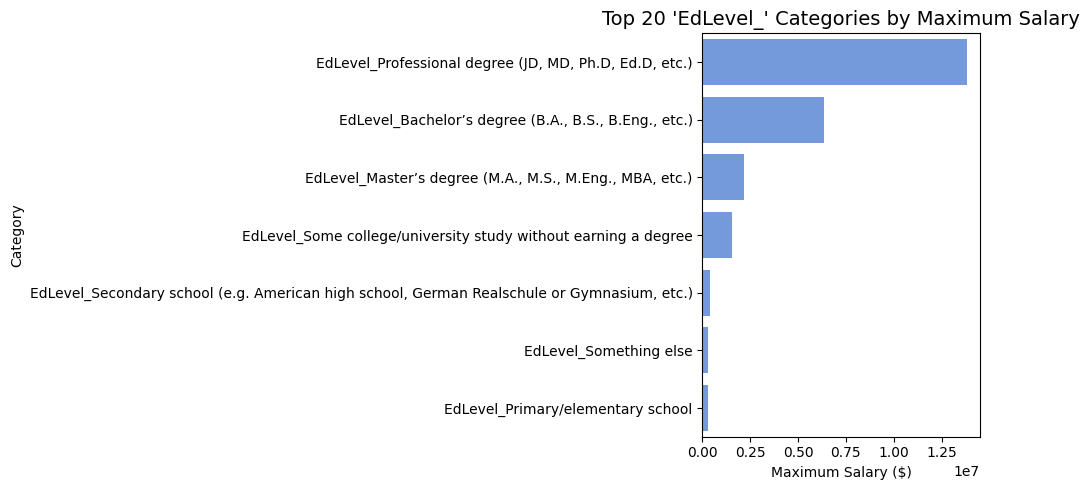 Top 20 'EdLevel_' Categories by Maximum Salary
EdLevel_Professional degree (JD, MD, Ph.D, Ed.D, etc.)
EdLevel_Bachelor’s degree (B.A., B.S., B.Eng., etc.)
EdLevel_Master’s degree (M.A., M.S., M.Eng., MBA, etc.)
EdLevel_Some college/university study without earning a degree
EdLevel_Secondary school (e.g. American high school, German Realschule or Gymnasium, etc.)
EdLevel_Something else
EdLevel_Primary/elementary school
Category
0.00 0.25 0.50 0.75 1.00 1.25
1e7
Maximum Salary ($)